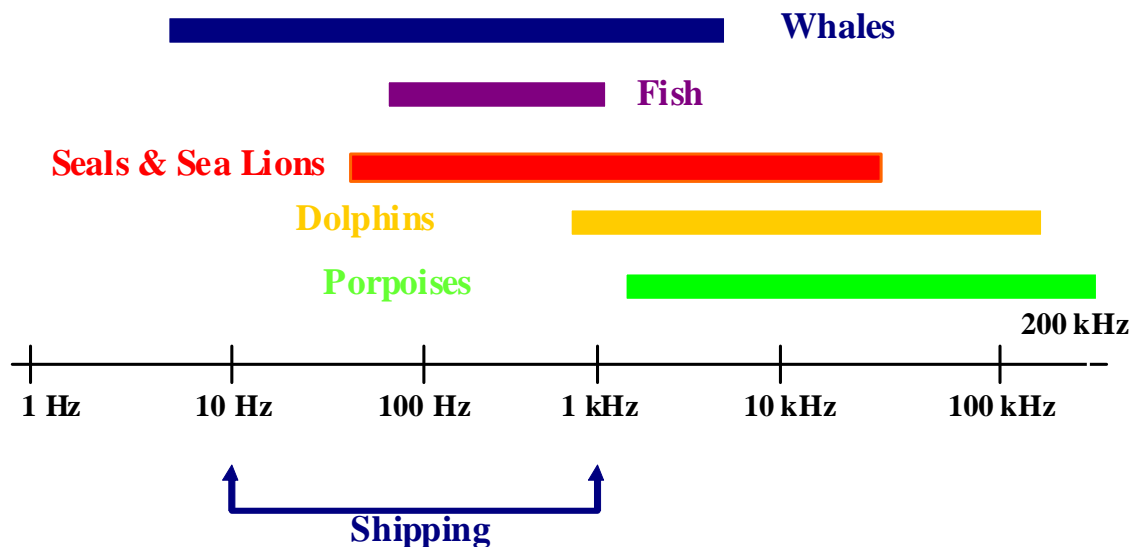 Whales
Fish
Seals & Sea Lions
Dolphins
Porpoises
200 kHz
1 Hz 10 Hz 100 Hz 1 kHz 10 kHz 100 kHz
Shipping